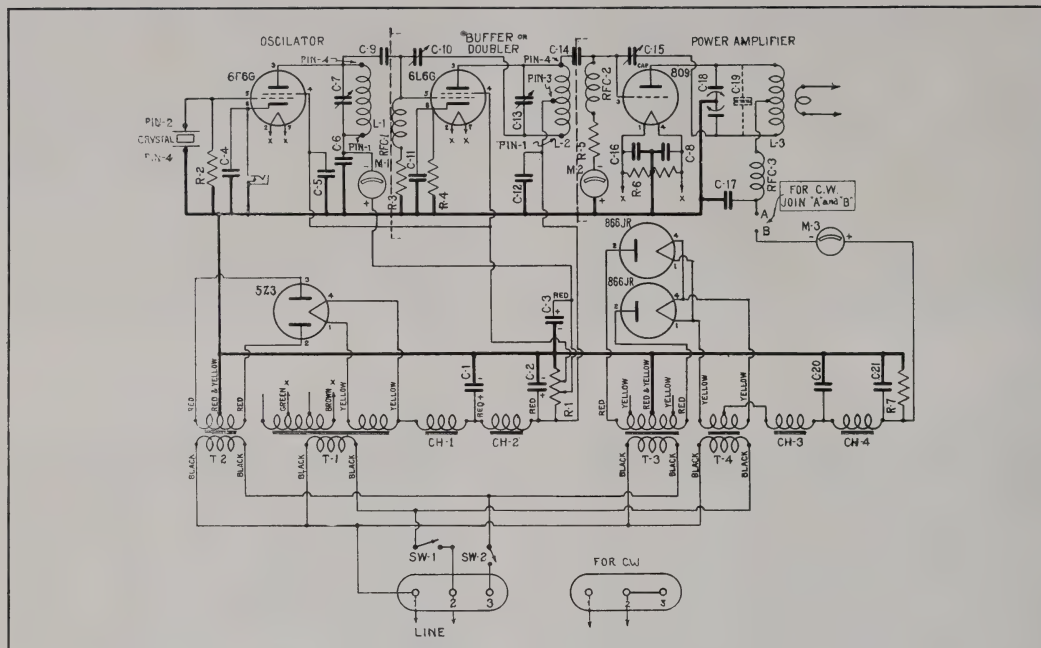 OSCILATOR
BUFFER OR
DOUBLER
POWER AMPLIFIER
C-9
C-10
C-14
C-15
PIN-4
PIN-4
PIN-3
6F6G
6L6G
809
CAP
C-7
C-13
RFC-2
C-18
C-19
PIN-2
CRYSTAL
PIN-4
R-2
C-4
C-5
C-6
L-1
PIN-1
RFC-1
M-1
R-3
C-11
R-4
PIN-1
L-2
C-12
R-5
M-2
C-16
R-6
C-8
C-17
L-3
RFC-3
FOR C.W.
JOIN "A" and "B"
A
B
M-3
5Z3
866JR
866JR
C-3
RED
R-1
RED
RED & YELLOW
RED
GREEN X
BROWN X
YELLOW
YELLOW
C-1
RED +
C-2
RED +
CH-1
CH-2
RED
YELLOW
RED & YELLOW
YELLOW
RED
YELLOW
YELLOW
YELLOW
C-20
C-21
R-7
CH-3
CH-4
T-2
T-1
T-3
T-4
BLACK
BLACK
BLACK
BLACK
BLACK
BLACK
BLACK
BLACK
SW-1
SW-2
FOR CW
1 2 3
1 2 3
LINE